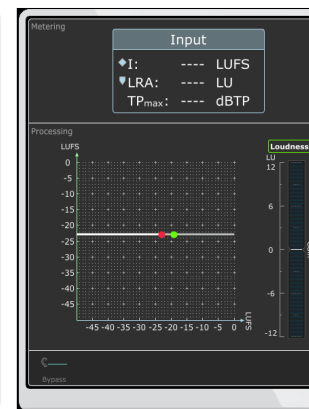 Metering
Input
I: ---- LUFS
LRA: ---- LU
TPmax: ---- dBTP
Processing
LUFS
0
-5
-10
-15
-20
-25
-30
-35
-40
-45
-45 -40 -35 -30 -25 -20 -15 -10 -5 0
LUFS
Loudness
LU
12
6
0
-6
-12
Bypass